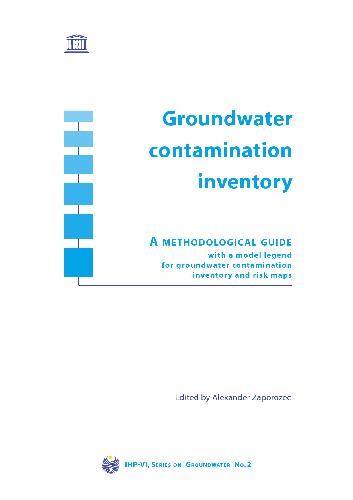 UNESCO
Groundwater
contamination
inventory
A METHODOLOGICAL GUIDE
with a model legend
for groundwater contamination
inventory and risk maps
Edited by Alexander Zaporozec
IHP-VI, SERIES ON GROUNDWATER NO.2